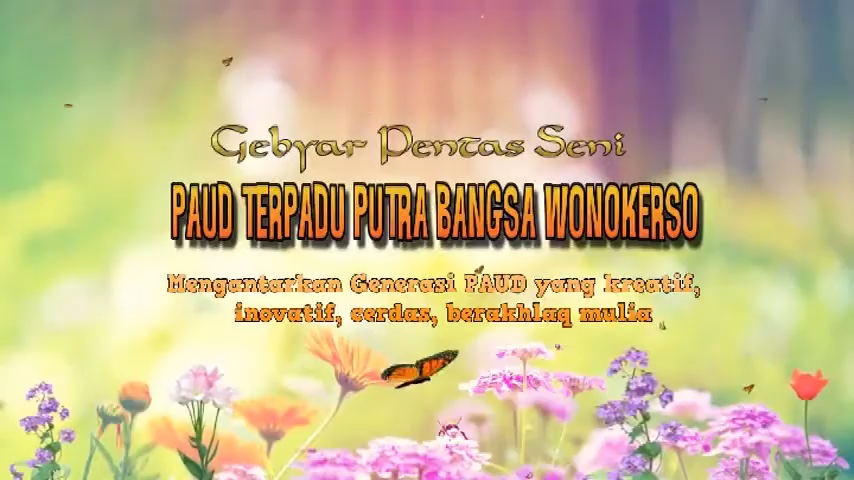 Gebyar Pentas Seni
PAUD TERPADU PUTRA BANGSA WONOKERSO
Mengantarkan Generasi PAUD yang kreatif,
inovatif, cerdas, berakhlaq mulia